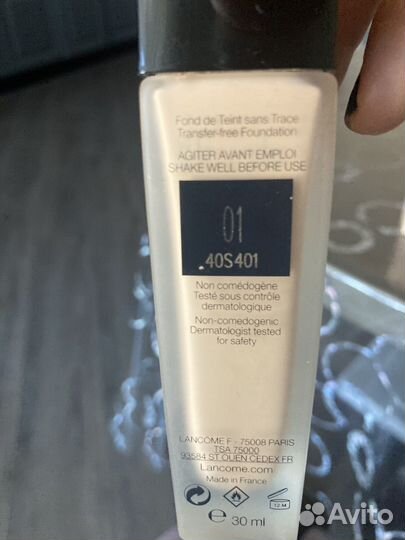 Fond de Teint sans Trace
Transfer-free Foundation
AGITER AVANT EMPLOI
SHAKE WELL BEFORE USE
01
40S401
Non comédogène
Testé sous contrôle
dermatologique
Non-comedogenic
Dermatologist tested
for safety
LANCÔME F - 75008 PARIS
TSA 75000
93584 ST OUEN CEDEX FR
Lancome.com
Made in France
12 M
e 30 ml
Avito